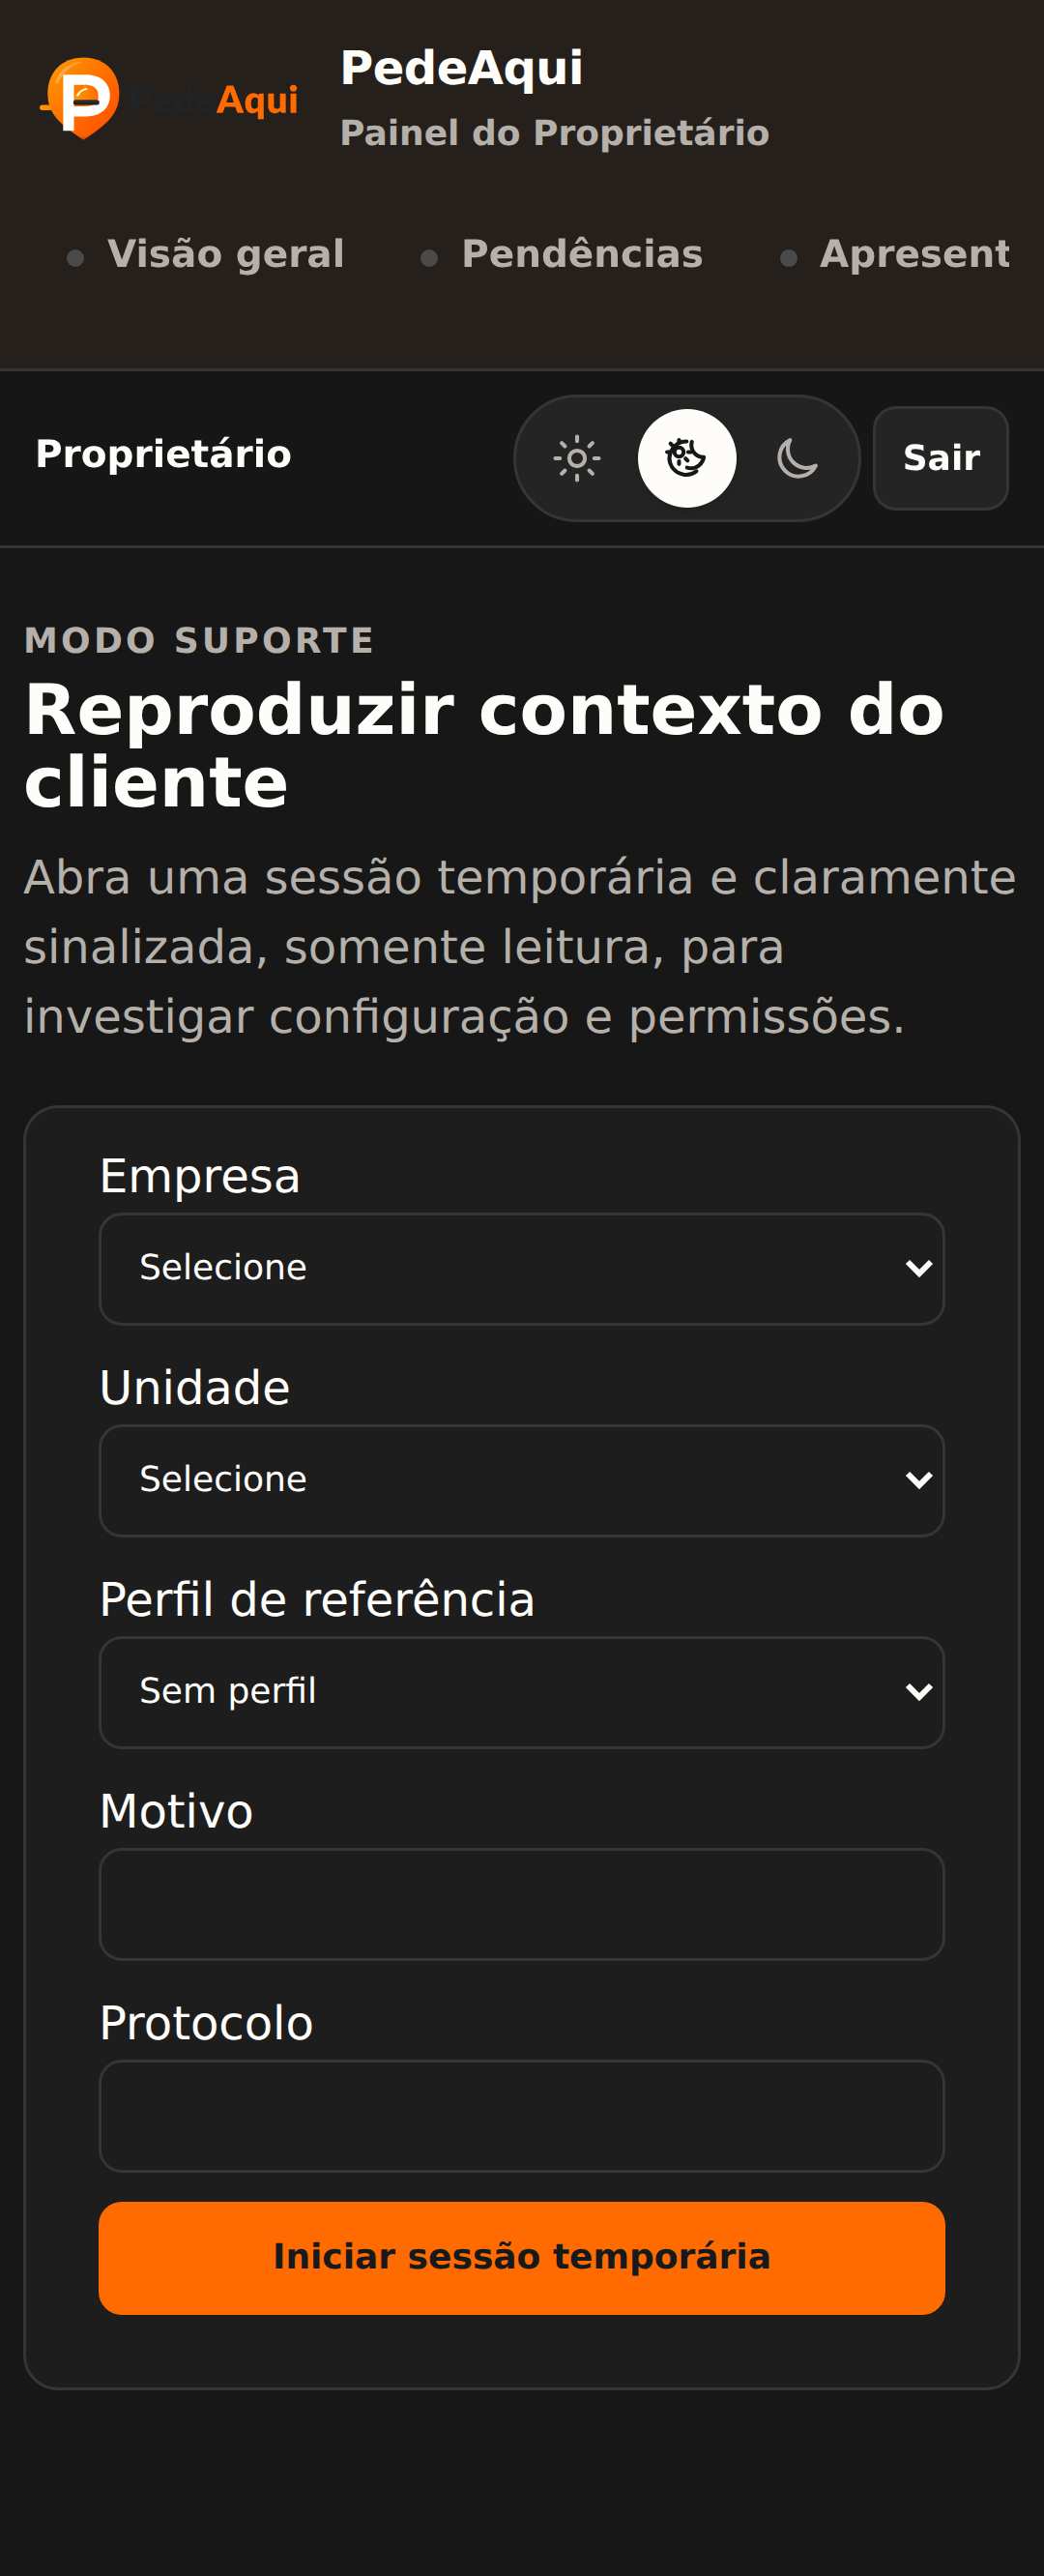 PedeAqui
PedeAqui
Painel do Proprietário
Visão geral
Pendências
Apresent
Proprietário
Sair
MODO SUPORTE
Reproduzir contexto do
cliente
Abra uma sessão temporária e claramente
sinalizada, somente leitura, para
investigar configuração e permissões.
Empresa
Selecione
Unidade
Selecione
Perfil de referência
Sem perfil
Motivo
Protocolo
Iniciar sessão temporária